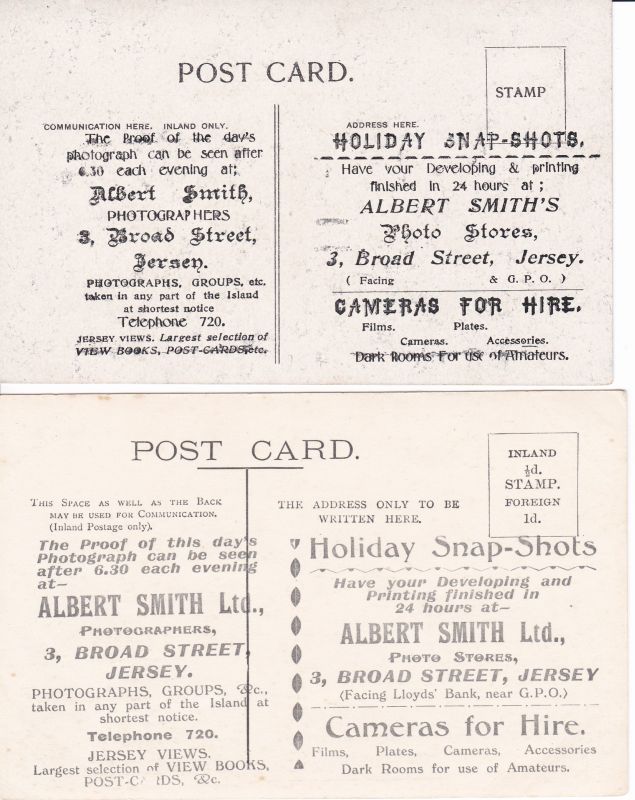 POST CARD.
STAMP
COMMUNICATION HERE. INLAND ONLY.
The Proof of the day's
photograph can be seen after
6.30 each evening at;
Albert Smith,
PHOTOGRAPHERS
3, Broad Street,
Jersey.
PHOTOGRAPHS, GROUPS, etc.
taken in any part of the Island
at shortest notice
Telephone 720.
JERSEY VIEWS. Largest selection of
VIEW BOOKS, POST-CARDS, etc.
ADDRESS HERE.
HOLIDAY SNAP-SHOTS.
Have your Developing & printing
finished in 24 hours at ;
ALBERT SMITH'S
Photo Stores,
3, Broad Street, Jersey.
( Facing & G. P. O. )
CAMERAS FOR HIRE.
Films. Plates.
Cameras. Accessories.
Dark Rooms For use of Amateurs.
POST CARD.
INLAND
½d.
STAMP.
FOREIGN
1d.
THIS SPACE AS WELL AS THE BACK
MAY BE USED FOR COMMUNICATION.
(Inland Postage only).
The Proof of this day's
Photograph can be seen
after 6.30 each evening
at—
ALBERT SMITH Ltd.,
PHOTOGRAPHERS,
3, BROAD STREET,
JERSEY.
PHOTOGRAPHS, GROUPS, &c.,
taken in any part of the Island at
shortest notice.
Telephone 720.
JERSEY VIEWS.
Largest selection of VIEW BOOKS,
POST-CARDS, &c.
THE ADDRESS ONLY TO BE
WRITTEN HERE.
Holiday Snap-Shots
Have your Developing and
Printing finished in
24 hours at—
ALBERT SMITH Ltd.,
PHOTO STORES,
3, BROAD STREET, JERSEY
(Facing Lloyds' Bank, near G.P.O.)
Cameras for Hire.
Films, Plates, Cameras, Accessories
Dark Rooms for use of Amateurs.